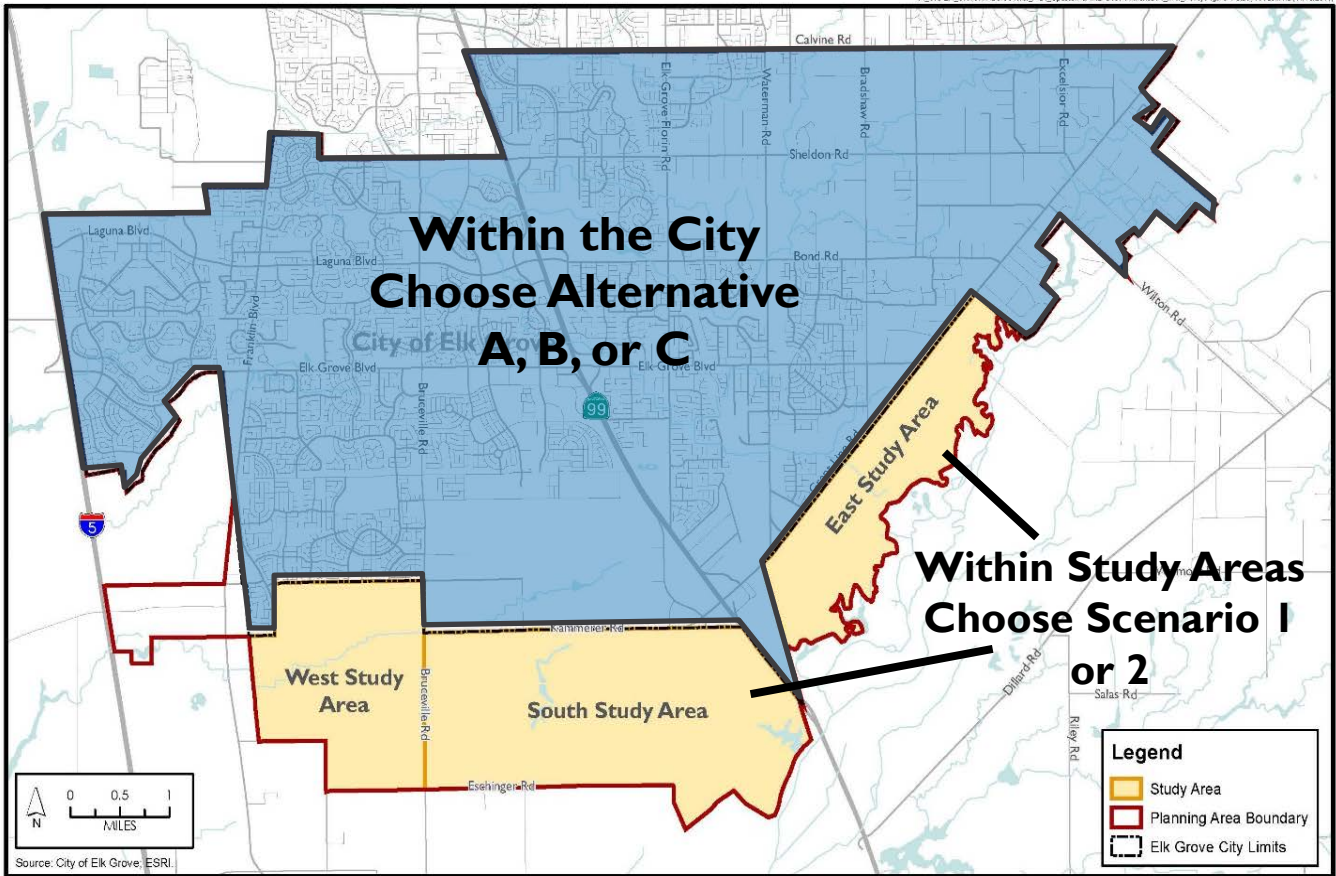 Calvine Rd
Elk Grove Florin Rd
Waterman Rd
Bradshaw Rd
Excelsior Rd
Sheldon Rd
Laguna Blvd
Laguna Blvd
Bond Rd
Within the City
Choose Alternative
A, B, or C
Franklin Blvd
City of Elk Grove
Elk Grove Blvd
Elk Grove Blvd
Bruceville Rd
99
Wilton Rd
East Study Area
5
Within Study Areas
Choose Scenario 1
or 2
Kammerer Rd
West Study
Area
Bruceville Rd
South Study Area
Dillard Rd
Salas Rd
Riley Rd
Eschinger Rd
0 0.5 1
MILES
N
Source: City of Elk Grove; ESRI.
Legend
Study Area
Planning Area Boundary
Elk Grove City Limits